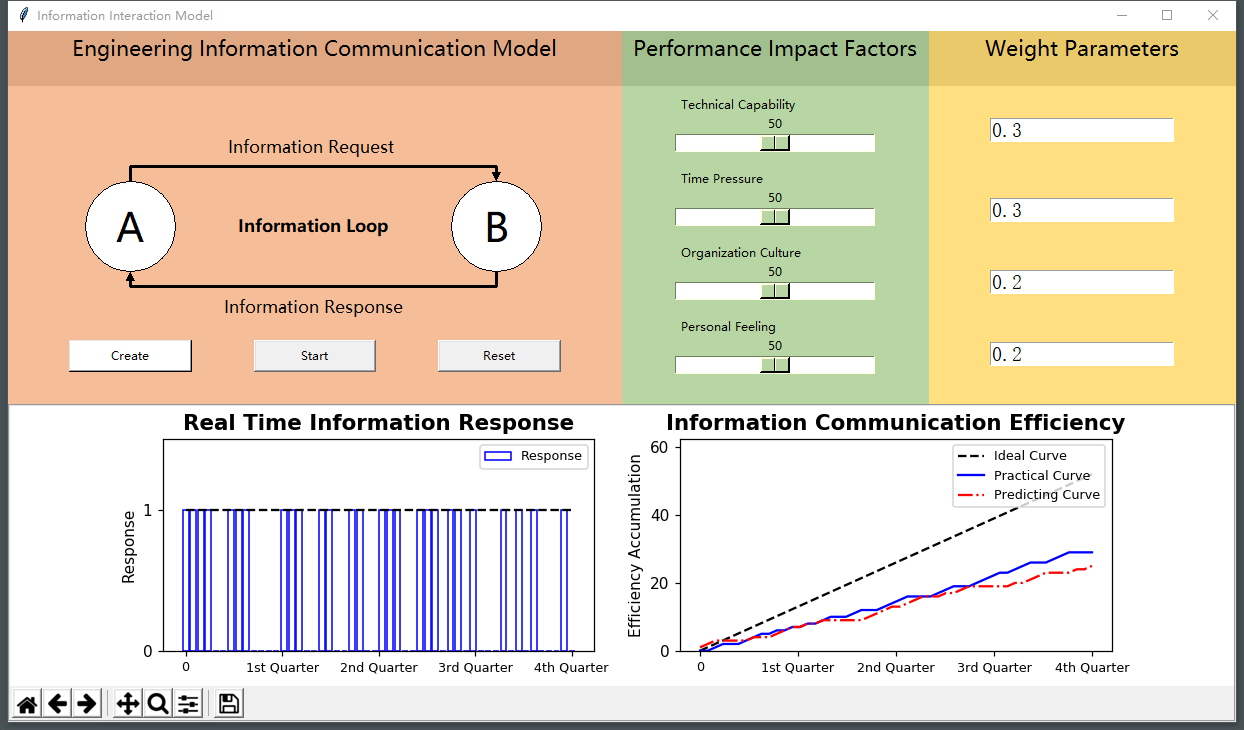 Information Interaction Model
Engineering Information Communication Model
Performance Impact Factors
Weight Parameters
Information Request
A
Information Loop
B
Information Response
Create
Start
Reset
Technical Capability
50
Time Pressure
50
Organization Culture
50
Personal Feeling
50
0.3
0.3
0.2
0.2
Real Time Information Response
Response
Response
1
0
0
1st Quarter
2nd Quarter
3rd Quarter
4th Quarter
Information Communication Efficiency
Efficiency Accumulation
Ideal Curve
Practical Curve
Predicting Curve
60
40
20
0
0
1st Quarter
2nd Quarter
3rd Quarter
4th Quarter